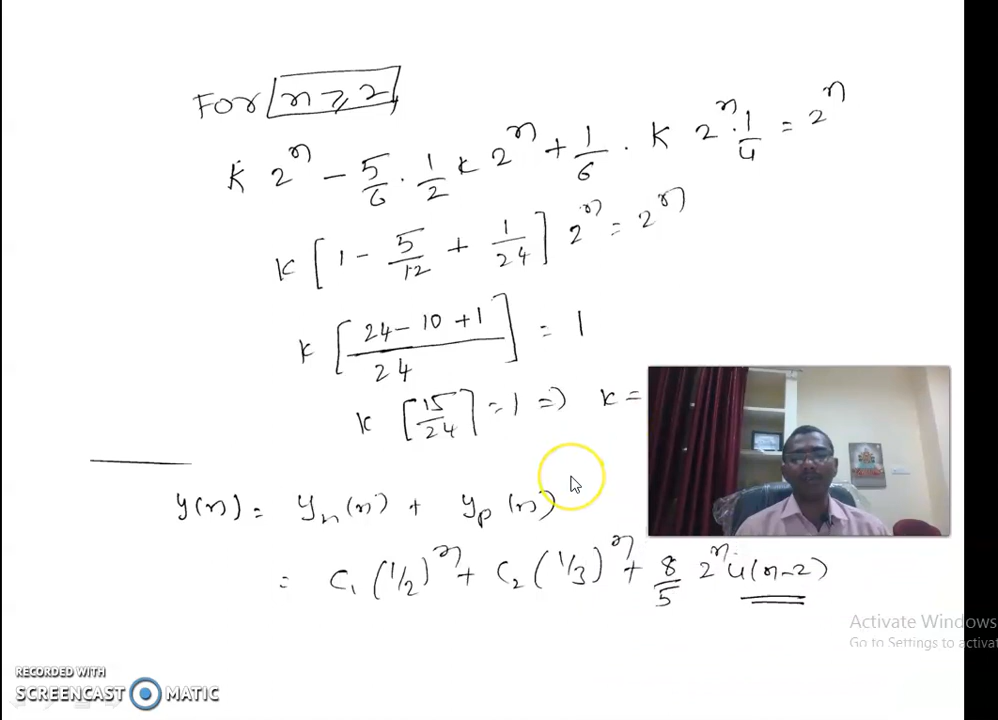 For n ≥ 2,
K 2^n - 5/6 · 1/2 K 2^n + 1/6 · K 2^n · 1/4 = 2^n
K [1 - 5/12 + 1/24] 2^n = 2^n
K [(24 - 10 + 1)/24] = 1
K [15/24] = 1 => K =
y(n) = y_h(n) + y_p(n)
= C_1 (1/2)^n + C_2 (1/3)^n + 8/5 2^n u(n-2)
Activate Windows
Go to Settings to activat
RECORDED WITH
SCREENCAST MATIC